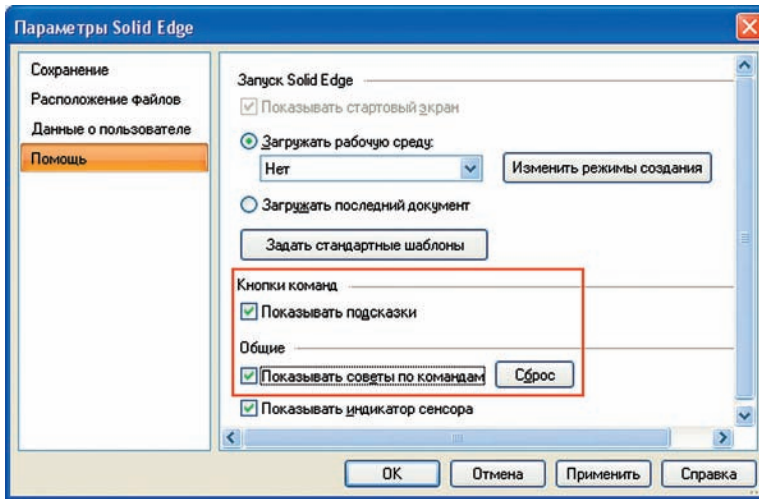 Параметры Solid Edge
Сохранение
Расположение файлов
Данные о пользователе
Помощь
Запуск Solid Edge
Показывать стартовый экран
Загружать рабочую среду:
Нет
Изменить режимы создания
Загружать последний документ
Задать стандартные шаблоны
Кнопки команд
Показывать подсказки
Общие
Показывать советы по командам
Сброс
Показывать индикатор сенсора
OK
Отмена
Применить
Справка